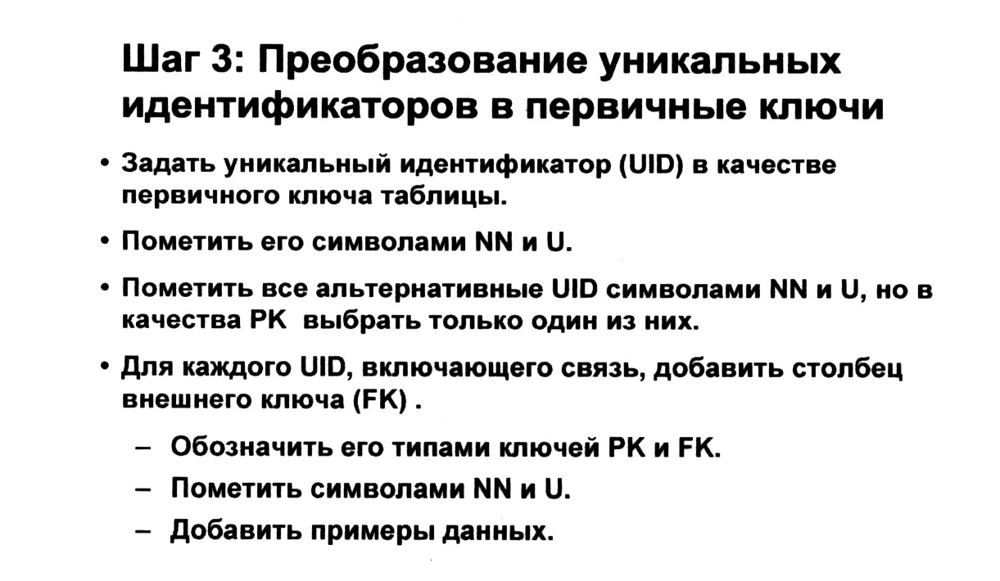 Шаг 3: Преобразование уникальных
идентификаторов в первичные ключи
• Задать уникальный идентификатор (UID) в качестве
первичного ключа таблицы.
• Пометить его символами NN и U.
• Пометить все альтернативные UID символами NN и U, но в
качества PK выбрать только один из них.
• Для каждого UID, включающего связь, добавить столбец
внешнего ключа (FK) .
– Обозначить его типами ключей PK и FK.
– Пометить символами NN и U.
– Добавить примеры данных.